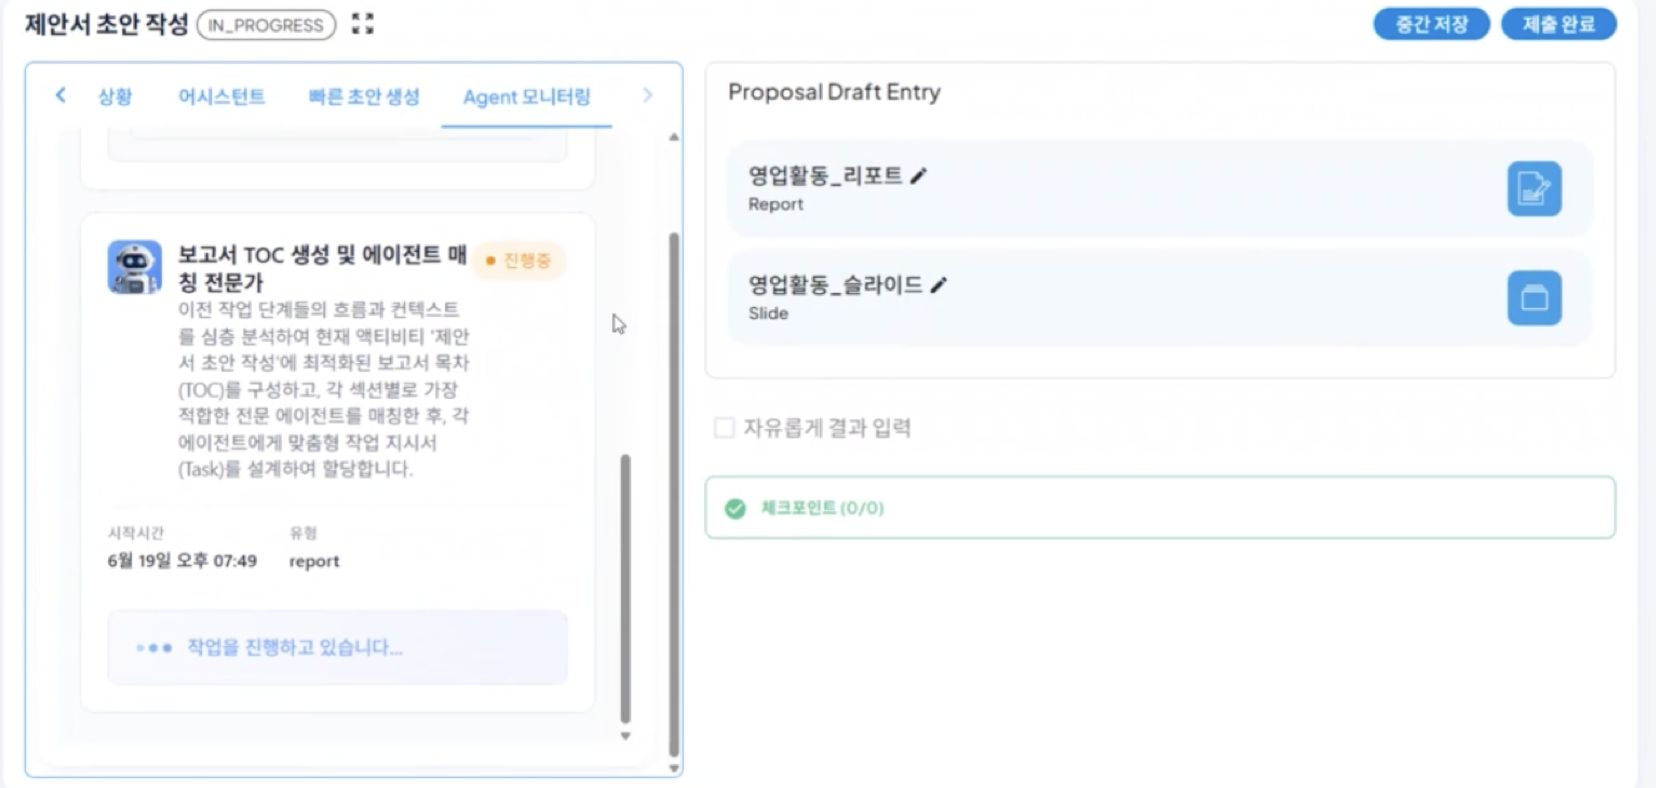 제안서 초안 작성 IN_PROGRESS
중간 저장 제출 완료
상황 어시스턴트 빠른 초안 생성 Agent 모니터링
보고서 TOC 생성 및 에이전트 매
칭 전문가
진행중
이전 작업 단계들의 흐름과 컨텍스트
를 심층 분석하여 현재 액티비티 '제안
서 초안 작성'에 최적화된 보고서 목차
(TOC)를 구성하고, 각 섹션별로 가장
적합한 전문 에이전트를 매칭한 후, 각
에이전트에게 맞춤형 작업 지시서
(Task)를 설계하여 할당합니다.
시작시간 유형
6월 19일 오후 07:49 report
작업을 진행하고 있습니다...
Proposal Draft Entry
영업활동_리포트
Report
영업활동_슬라이드
Slide
자유롭게 결과 입력
체크포인트 (0/0)